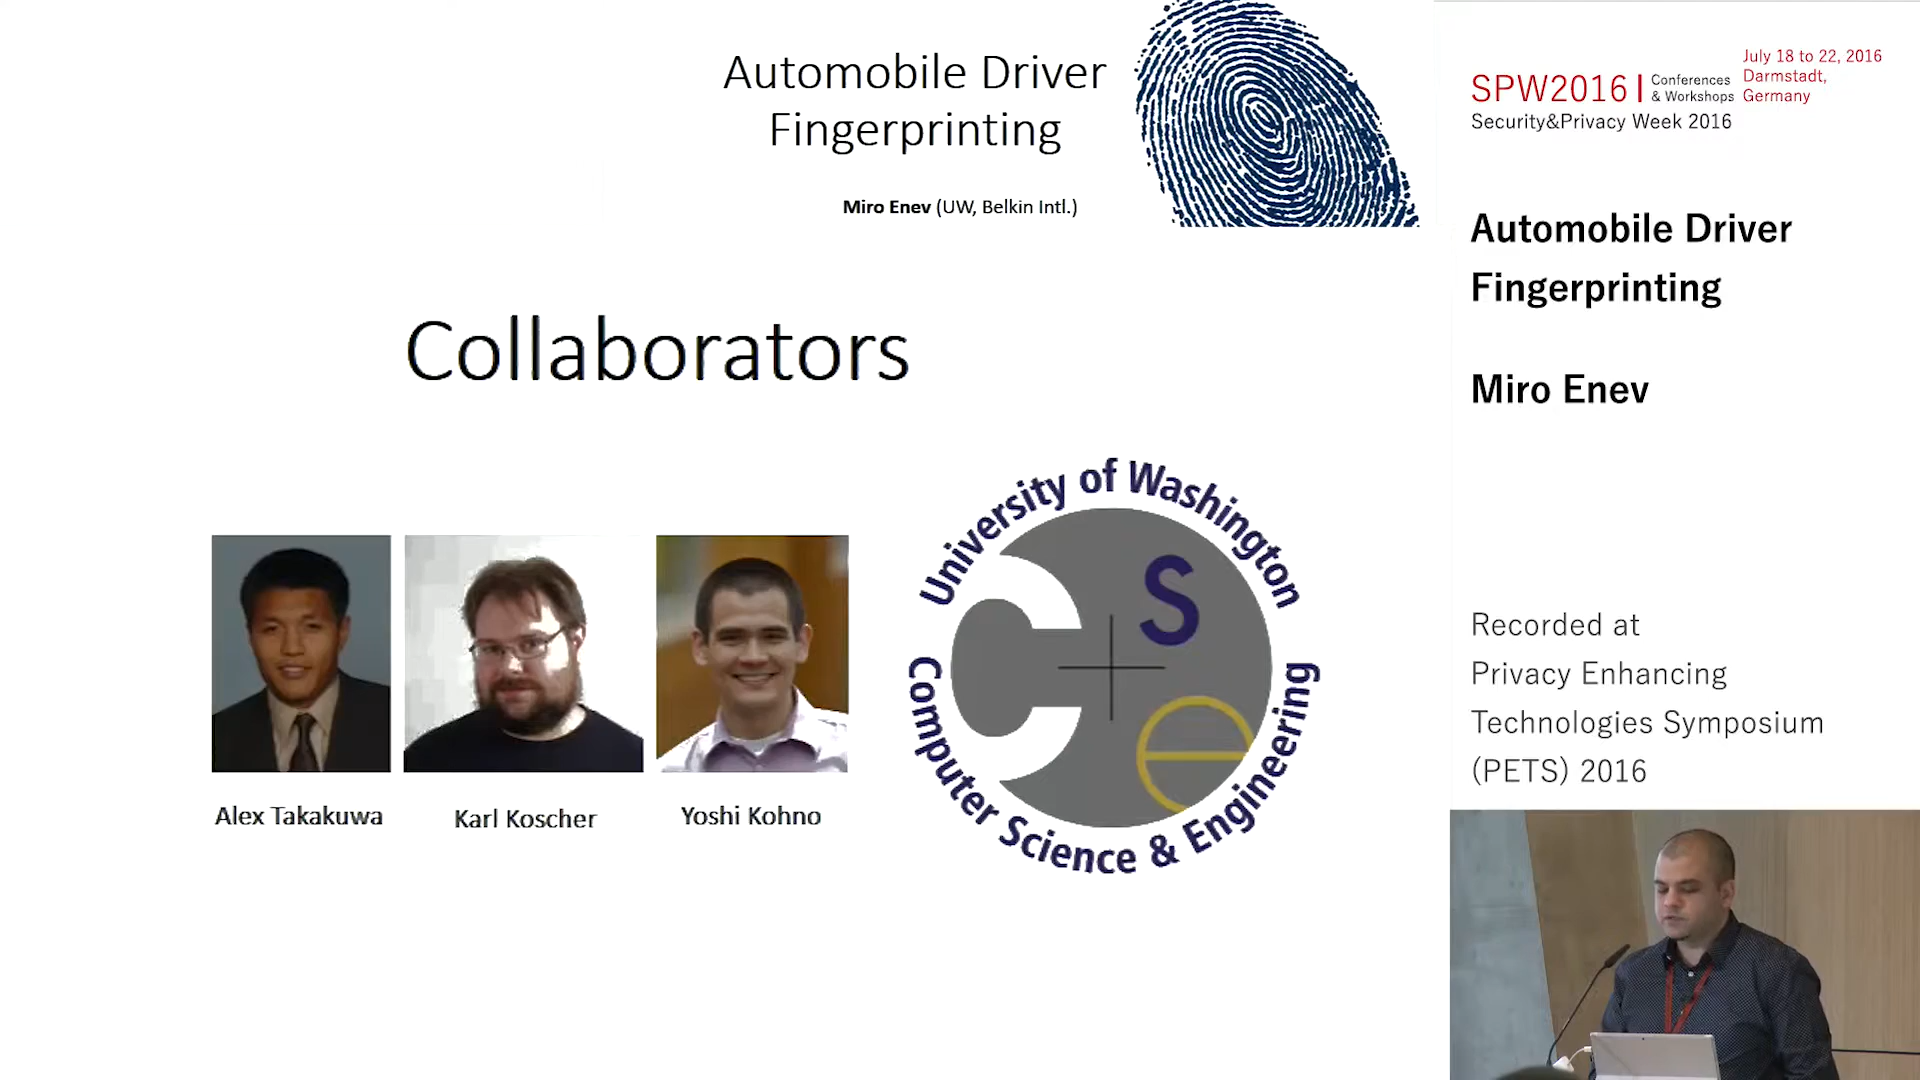 Automobile Driver
Fingerprinting
Miro Enev (UW, Belkin Intl.)
Collaborators
Alex Takakuwa
Karl Koscher
Yoshi Kohno
University of Washington
C S e
Computer Science & Engineering
SPW2016 | Conferences & Workshops
July 18 to 22, 2016
Darmstadt,
Germany
Security&Privacy Week 2016
Automobile Driver
Fingerprinting
Miro Enev
Recorded at
Privacy Enhancing
Technologies Symposium
(PETS) 2016